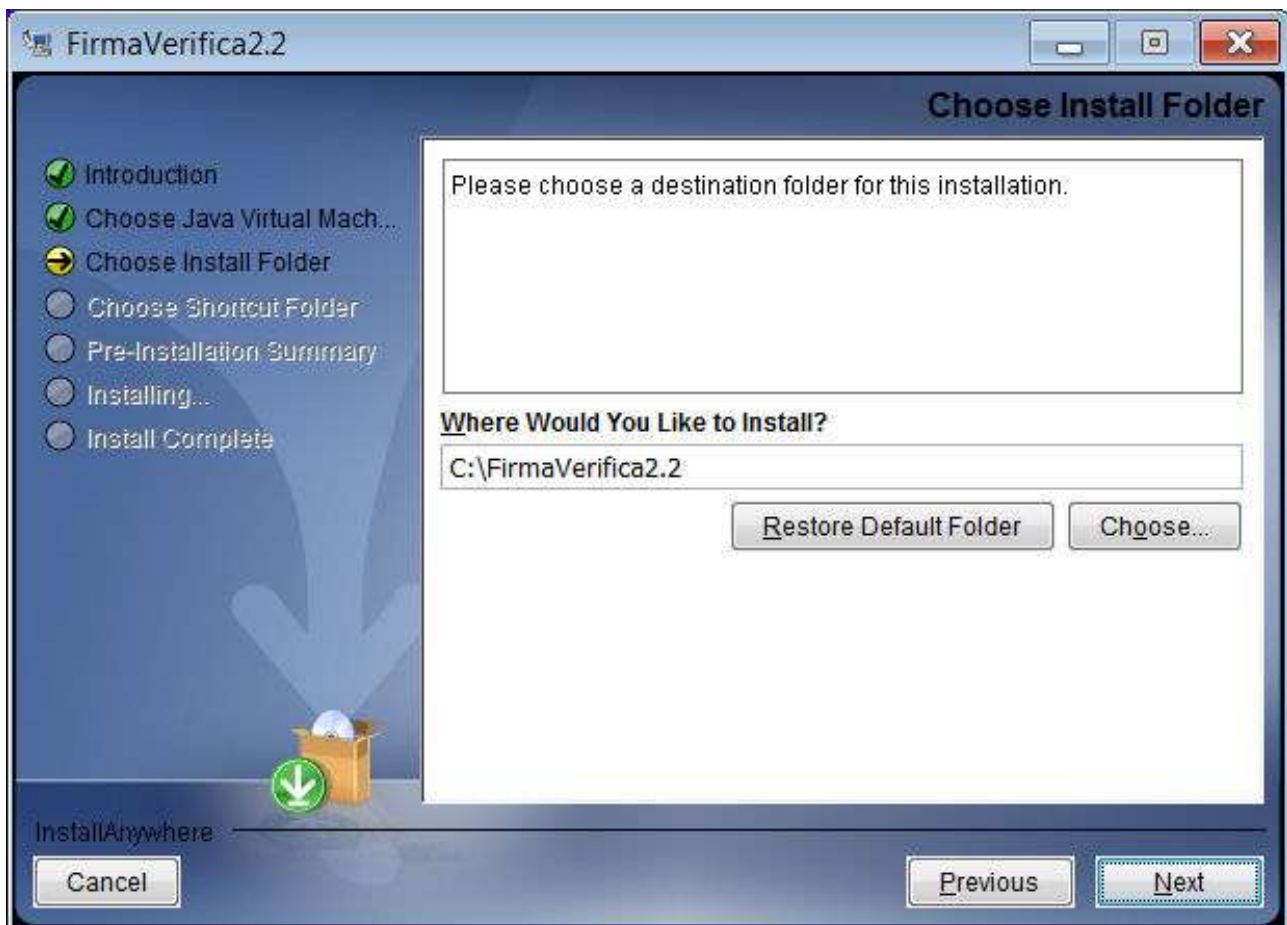 FirmaVerifica2.2
Choose Install Folder
Introduction
Choose Java Virtual Mach...
Choose Install Folder
Choose Shortcut Folder
Pre-Installation Summary
Installing...
Install Complete
Please choose a destination folder for this installation.
Where Would You Like to Install?
C:\FirmaVerifica2.2
Restore Default Folder
Choose...
InstallAnywhere
Cancel
Previous
Next